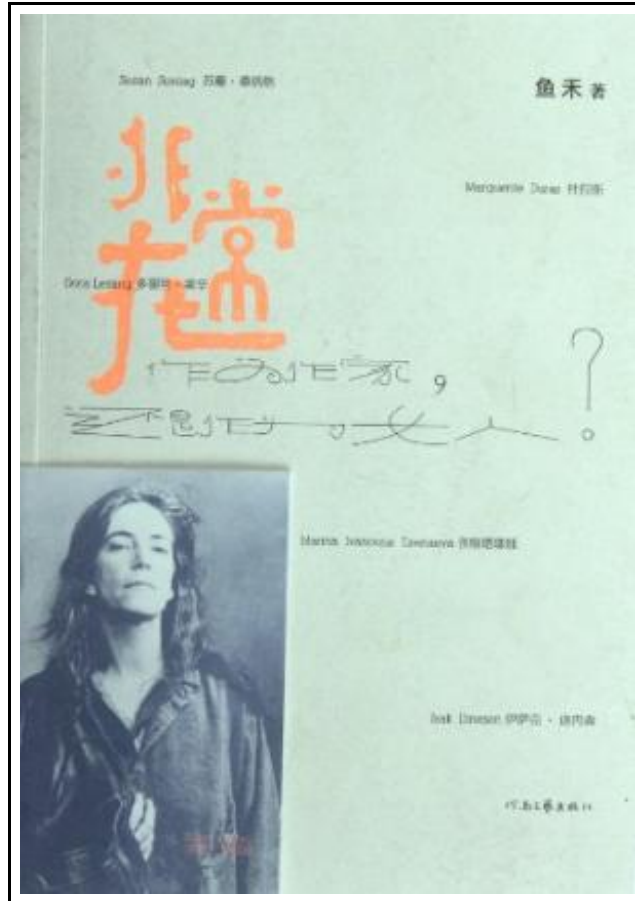 Susan Sontag 苏珊·桑塔格
鱼禾 著
非常在
Marguerite Duras 杜拉斯
Doris Lessing 多丽丝·莱辛
作为作家，
还是作为女人？
Marina Ivanovna Tsvetaeva 茨维塔耶娃
Isak Dinesen 伊萨克·迪内森
河南文艺出版社